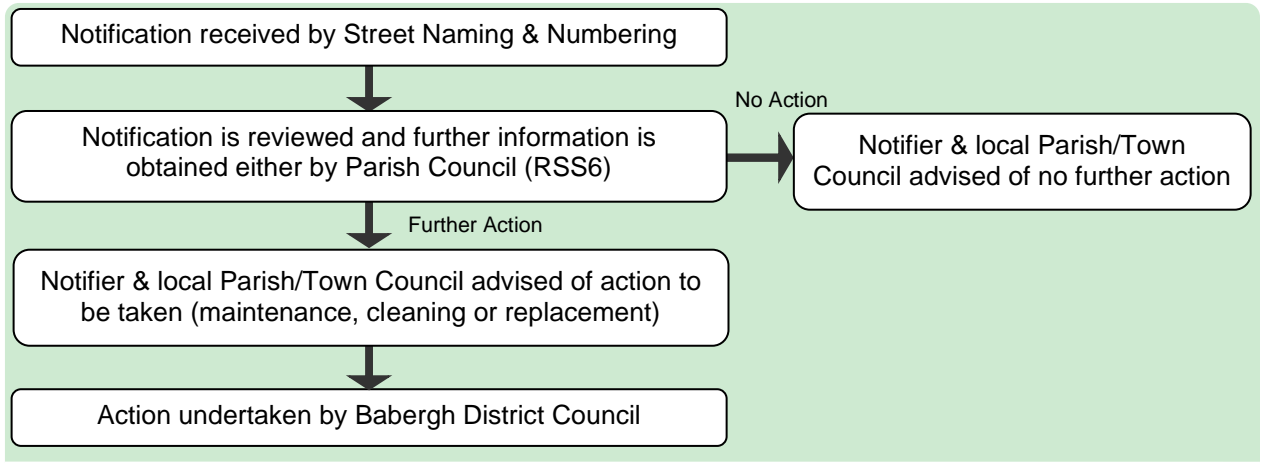 Notification received by Street Naming & Numbering
No Action
Notification is reviewed and further information is
obtained either by Parish Council (RSS6)
Notifier & local Parish/Town
Council advised of no further action
Further Action
Notifier & local Parish/Town Council advised of action to
be taken (maintenance, cleaning or replacement)
Action undertaken by Babergh District Council